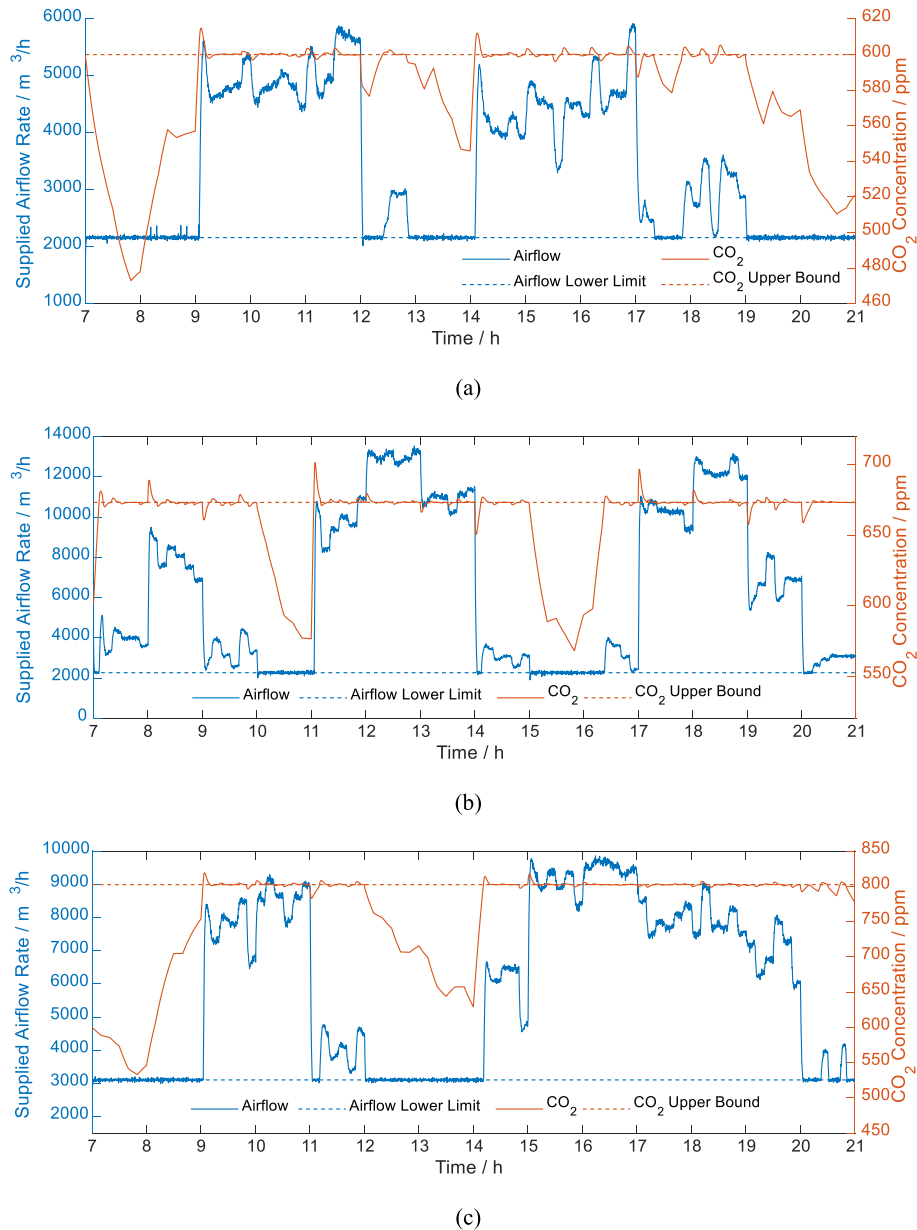 6000
5000
4000
3000
2000
1000
Supplied Airflow Rate / m ³/h
620
600
580
560
540
520
500
480
460
CO₂ Concentration / ppm
Airflow CO₂
Airflow Lower Limit CO₂ Upper Bound
7 8 9 10 11 12 13 14 15 16 17 18 19 20 21
Time / h
(a)
14000
12000
10000
8000
6000
4000
2000
0
Supplied Airflow Rate / m ³/h
700
650
600
550
CO₂ Concentration / ppm
Airflow Airflow Lower Limit CO₂ CO₂ Upper Bound
7 8 9 10 11 12 13 14 15 16 17 18 19 20 21
Time / h
(b)
10000
9000
8000
7000
6000
5000
4000
3000
2000
Supplied Airflow Rate / m ³/h
850
800
750
700
650
600
550
500
450
CO₂ Concentration / ppm
Airflow Airflow Lower Limit CO₂ CO₂ Upper Bound
7 8 9 10 11 12 13 14 15 16 17 18 19 20 21
Time / h
(c)